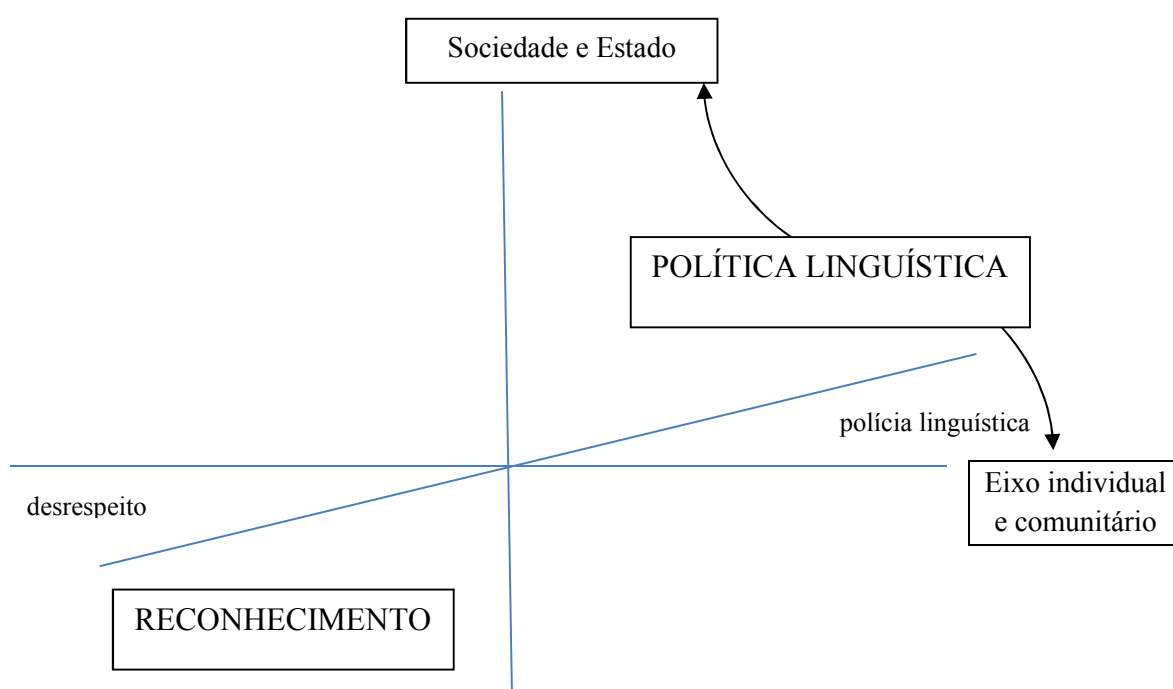 Sociedade e Estado
POLÍTICA LINGUÍSTICA
polícia linguística
Eixo individual
e comunitário
desrespeito
RECONHECIMENTO